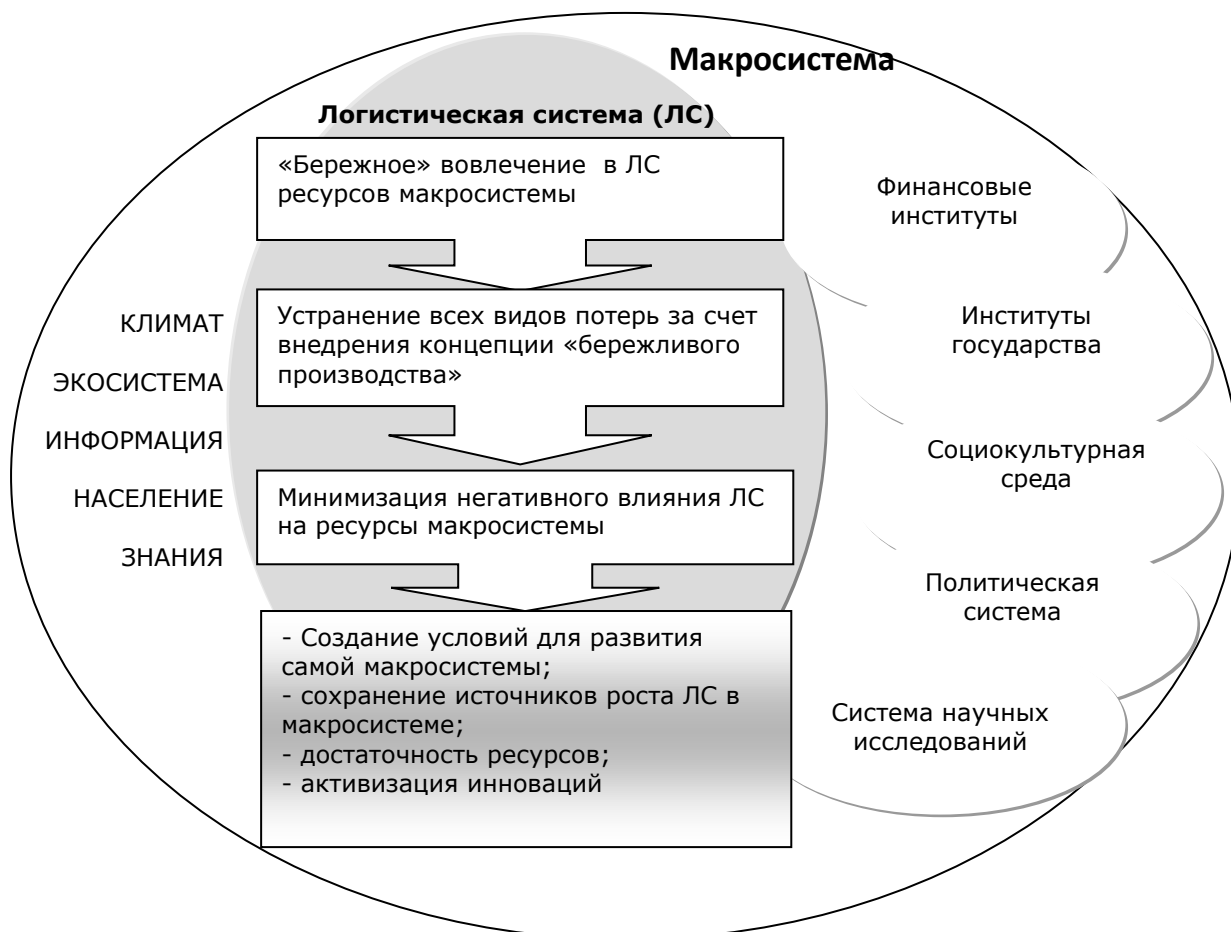 Макросистема
Логистическая система (ЛС)
«Бережное» вовлечение в ЛС
ресурсов макросистемы
Устранение всех видов потерь за счет
внедрения концепции «бережливого
производства»
Минимизация негативного влияния ЛС
на ресурсы макросистемы
- Создание условий для развития
самой макросистемы;
- сохранение источников роста ЛС в
макросистеме;
- достаточность ресурсов;
- активизация инноваций
КЛИМАТ
ЭКОСИСТЕМА
ИНФОРМАЦИЯ
НАСЕЛЕНИЕ
ЗНАНИЯ
Финансовые
институты
Институты
государства
Социокультурная
среда
Политическая
система
Система научных
исследований